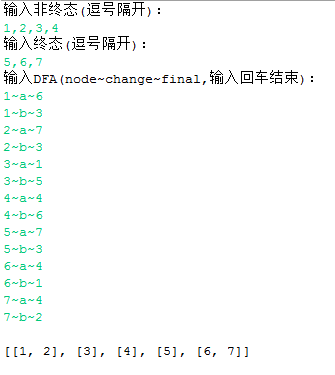 输入非终态(逗号隔开):
1,2,3,4
输入终态(逗号隔开):
5,6,7
输入DFA(node~change~final,输入回车结束):
1~a~6
1~b~3
2~a~7
2~b~3
3~a~1
3~b~5
4~a~4
4~b~6
5~a~7
5~b~3
6~a~4
6~b~1
7~a~4
7~b~2
[[1, 2], [3], [4], [5], [6, 7]]